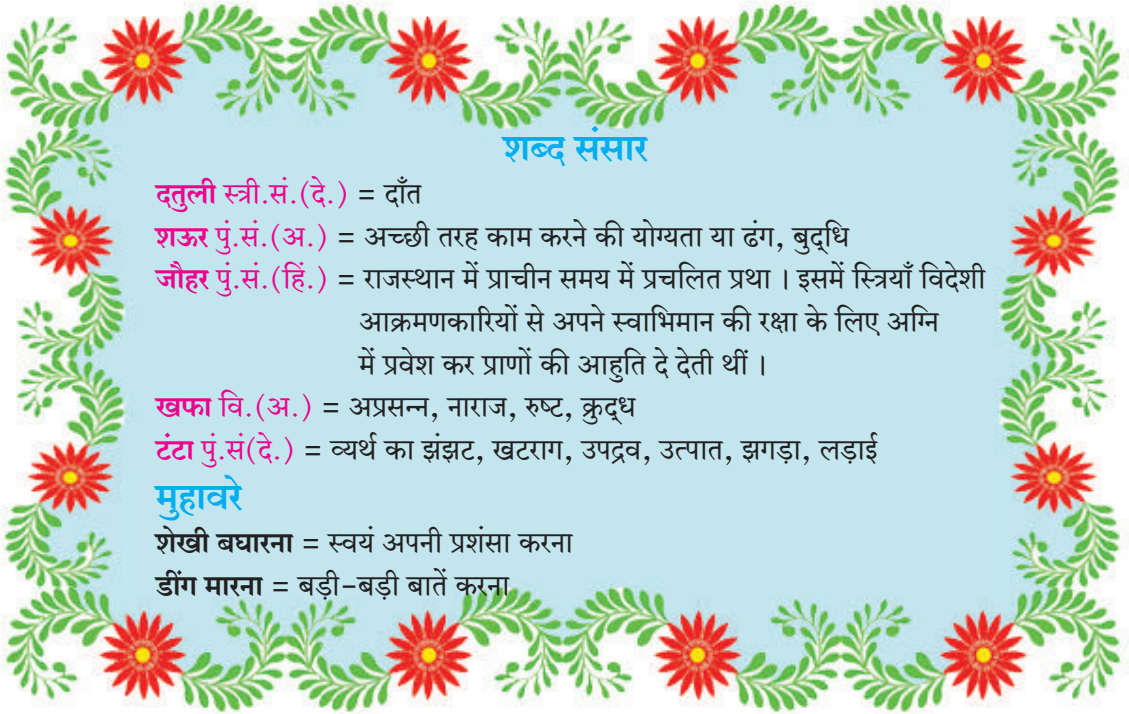 शब्द संसार
दतुली स्त्री.सं.(दे.) = दाँत
शऊर पुं.सं.(अ.) = अच्छी तरह काम करने की योग्यता या ढंग, बुद्‌धि
जौहर पुं.सं.(हिं.) = राजस्थान में प्राचीन समय में प्रचलित प्रथा । इसमें स्त्रियाँ विदेशी
आक्रमणकारियों से अपने स्वाभिमान की रक्षा के लिए अग्नि
में प्रवेश कर प्राणों की आहुति दे देती थीं ।
खफा वि.(अ.) = अप्रसन्न, नाराज, रुष्ट, क्रुद्‌ध
टंटा पुं.सं(दे.) = व्यर्थ का झंझट, खटराग, उपद्रव, उत्पात, झगड़ा, लड़ाई
मुहावरे
शेखी बघारना = स्वयं अपनी प्रशंसा करना
डींग मारना = बड़ी-बड़ी बातें करना